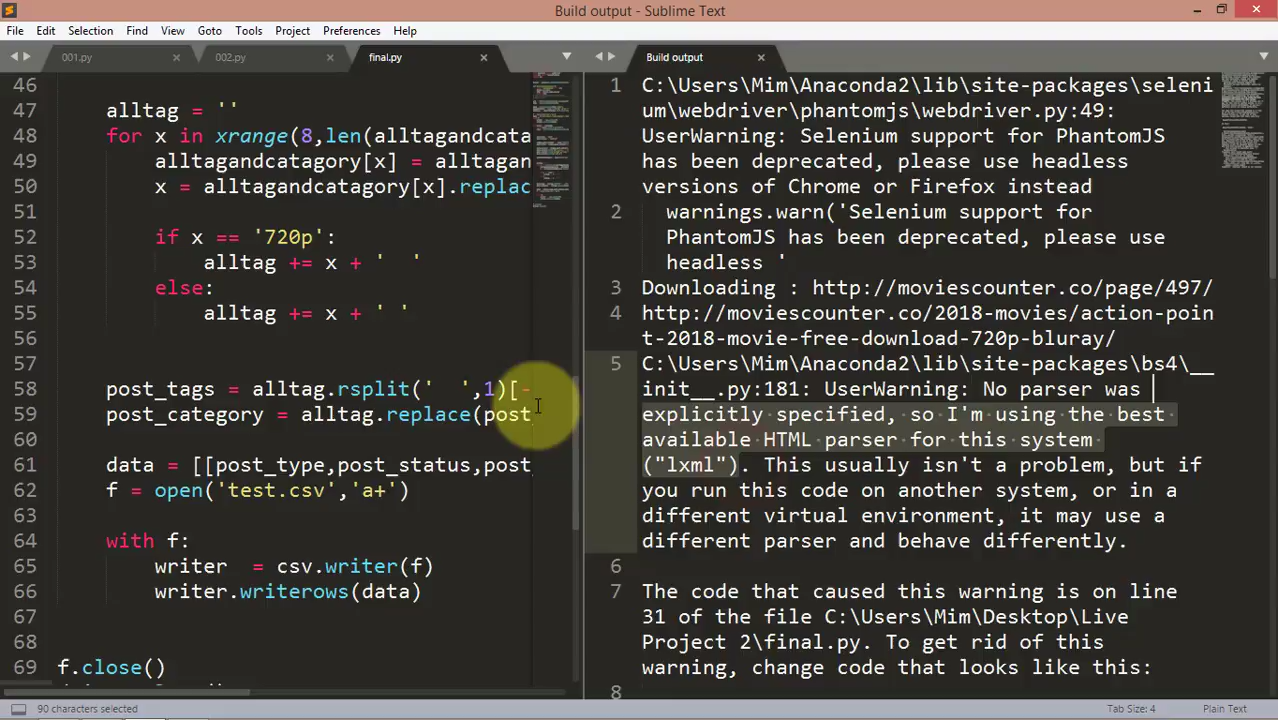 Build output - Sublime Text
File Edit Selection Find View Goto Tools Project Preferences Help
001.py 002.py final.py
46
47 alltag = ''
48 for x in xrange(8,len(alltagandcata
49 alltagandcatagory[x] = alltagan
50 x = alltagandcatagory[x].replac
51
52 if x == '720p':
53 alltag += x + '  '
54 else:
55 alltag += x + ' '
56
57
58 post_tags = alltag.rsplit('  ',1)[-
59 post_category = alltag.replace(post_
60
61 data = [[post_type,post_status,post
62 f = open('test.csv','a+')
63
64 with f:
65 writer  = csv.writer(f)
66 writer.writerows(data)
67
68
69 f.close()
Build output
1 C:\Users\Mim\Anaconda2\lib\site-packages\seleni
um\webdriver\phantomjs\webdriver.py:49:
UserWarning: Selenium support for PhantomJS
has been deprecated, please use headless
versions of Chrome or Firefox instead
2 warnings.warn('Selenium support for
PhantomJS has been deprecated, please use
headless '
3 Downloading : http://moviescounter.co/page/497/
4 http://moviescounter.co/2018-movies/action-poin
t-2018-movie-free-download-720p-bluray/
5 C:\Users\Mim\Anaconda2\lib\site-packages\bs4\__
init__.py:181: UserWarning: No parser was
explicitly specified, so I'm using the best
available HTML parser for this system
("lxml"). This usually isn't a problem, but if
you run this code on another system, or in a
different virtual environment, it may use a
different parser and behave differently.
6
7 The code that caused this warning is on line
31 of the file C:\Users\Mim\Desktop\Live
Project 2\final.py. To get rid of this
warning, change code that looks like this:
8
90 characters selected
Tab Size: 4
Plain Text